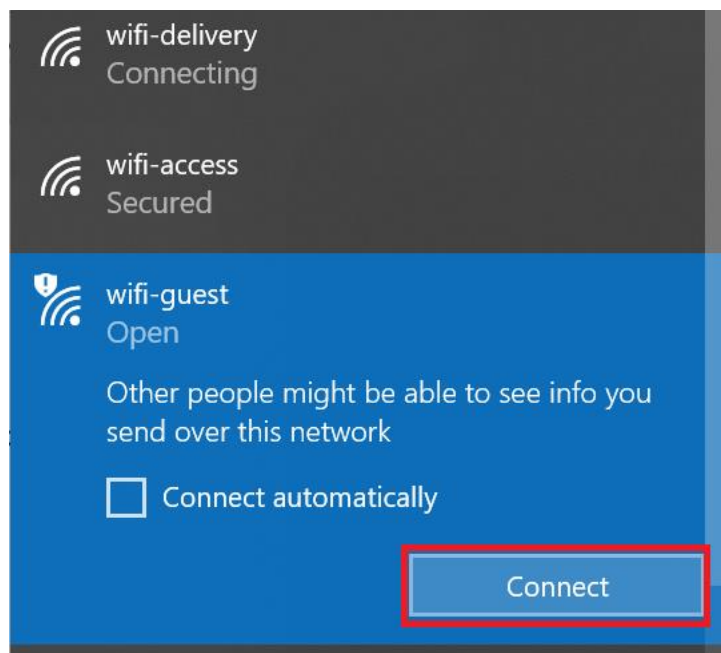 wifi-delivery
Connecting
wifi-access
Secured
wifi-guest
Open
Other people might be able to see info you
send over this network
Connect automatically
Connect